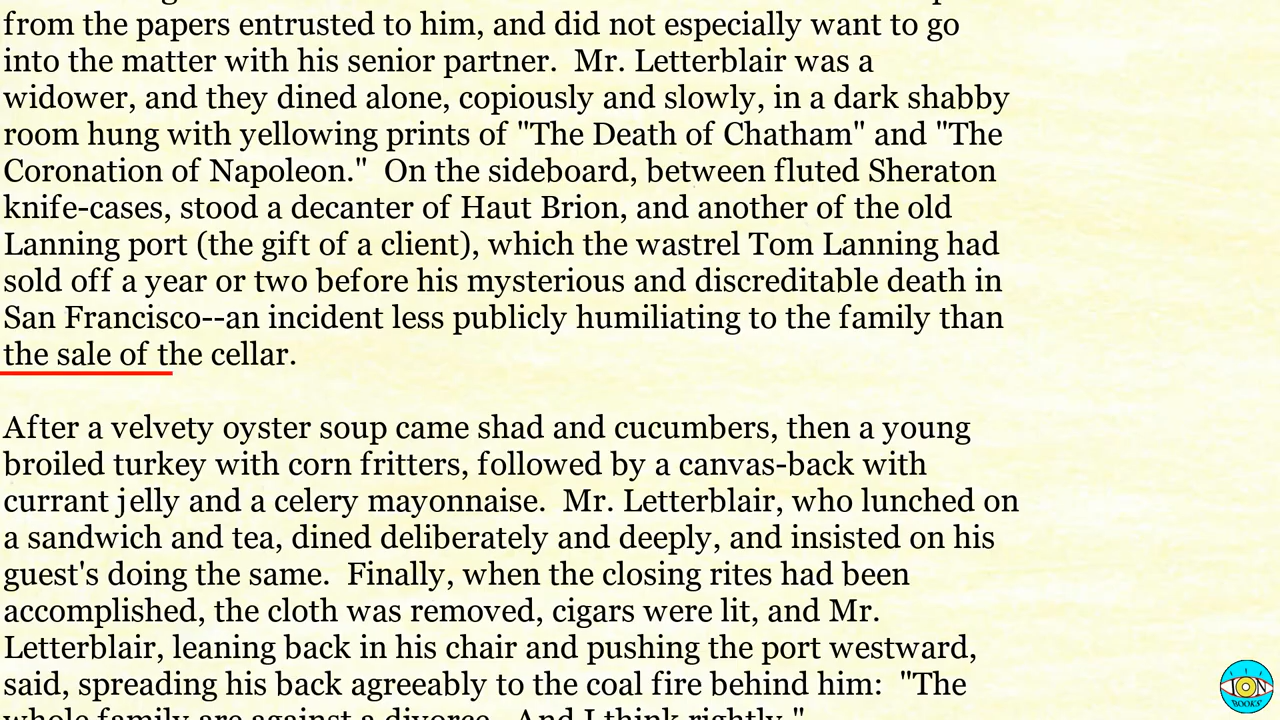 from the papers entrusted to him, and did not especially want to go
into the matter with his senior partner.  Mr. Letterblair was a
widower, and they dined alone, copiously and slowly, in a dark shabby
room hung with yellowing prints of "The Death of Chatham" and "The
Coronation of Napoleon."  On the sideboard, between fluted Sheraton
knife-cases, stood a decanter of Haut Brion, and another of the old
Lanning port (the gift of a client), which the wastrel Tom Lanning had
sold off a year or two before his mysterious and discreditable death in
San Francisco--an incident less publicly humiliating to the family than
the sale of the cellar.

After a velvety oyster soup came shad and cucumbers, then a young
broiled turkey with corn fritters, followed by a canvas-back with
currant jelly and a celery mayonnaise.  Mr. Letterblair, who lunched on
a sandwich and tea, dined deliberately and deeply, and insisted on his
guest's doing the same.  Finally, when the closing rites had been
accomplished, the cloth was removed, cigars were lit, and Mr.
Letterblair, leaning back in his chair and pushing the port westward,
said, spreading his back agreeably to the coal fire behind him:  "The
whole family are against a divorce.  And I think rightly."
ION
BOOKS